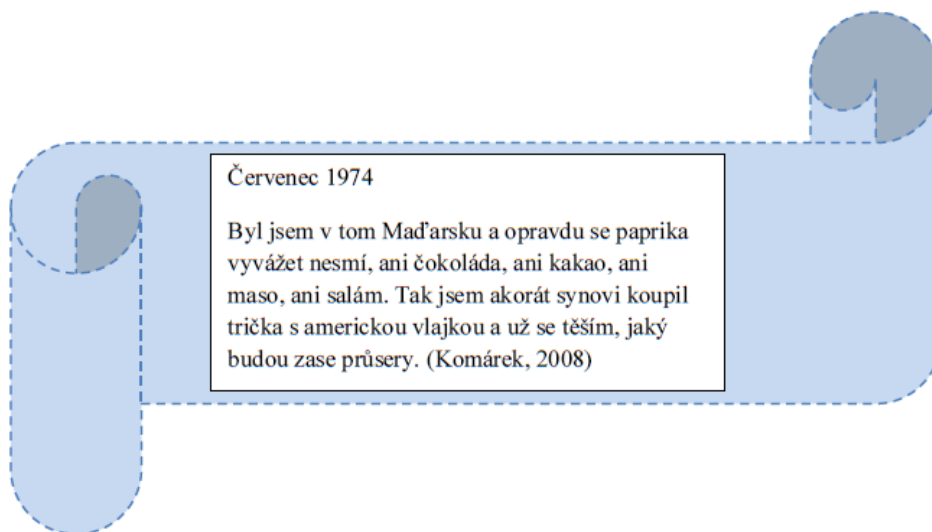 Červenec 1974
Byl jsem v tom Maďarsku a opravdu se paprika
vyvážet nesmí, ani čokoláda, ani kakao, ani
maso, ani salám. Tak jsem akorát synovi koupil
trička s americkou vlajkou a už se těším, jaký
budou zase průsery. (Komárek, 2008)